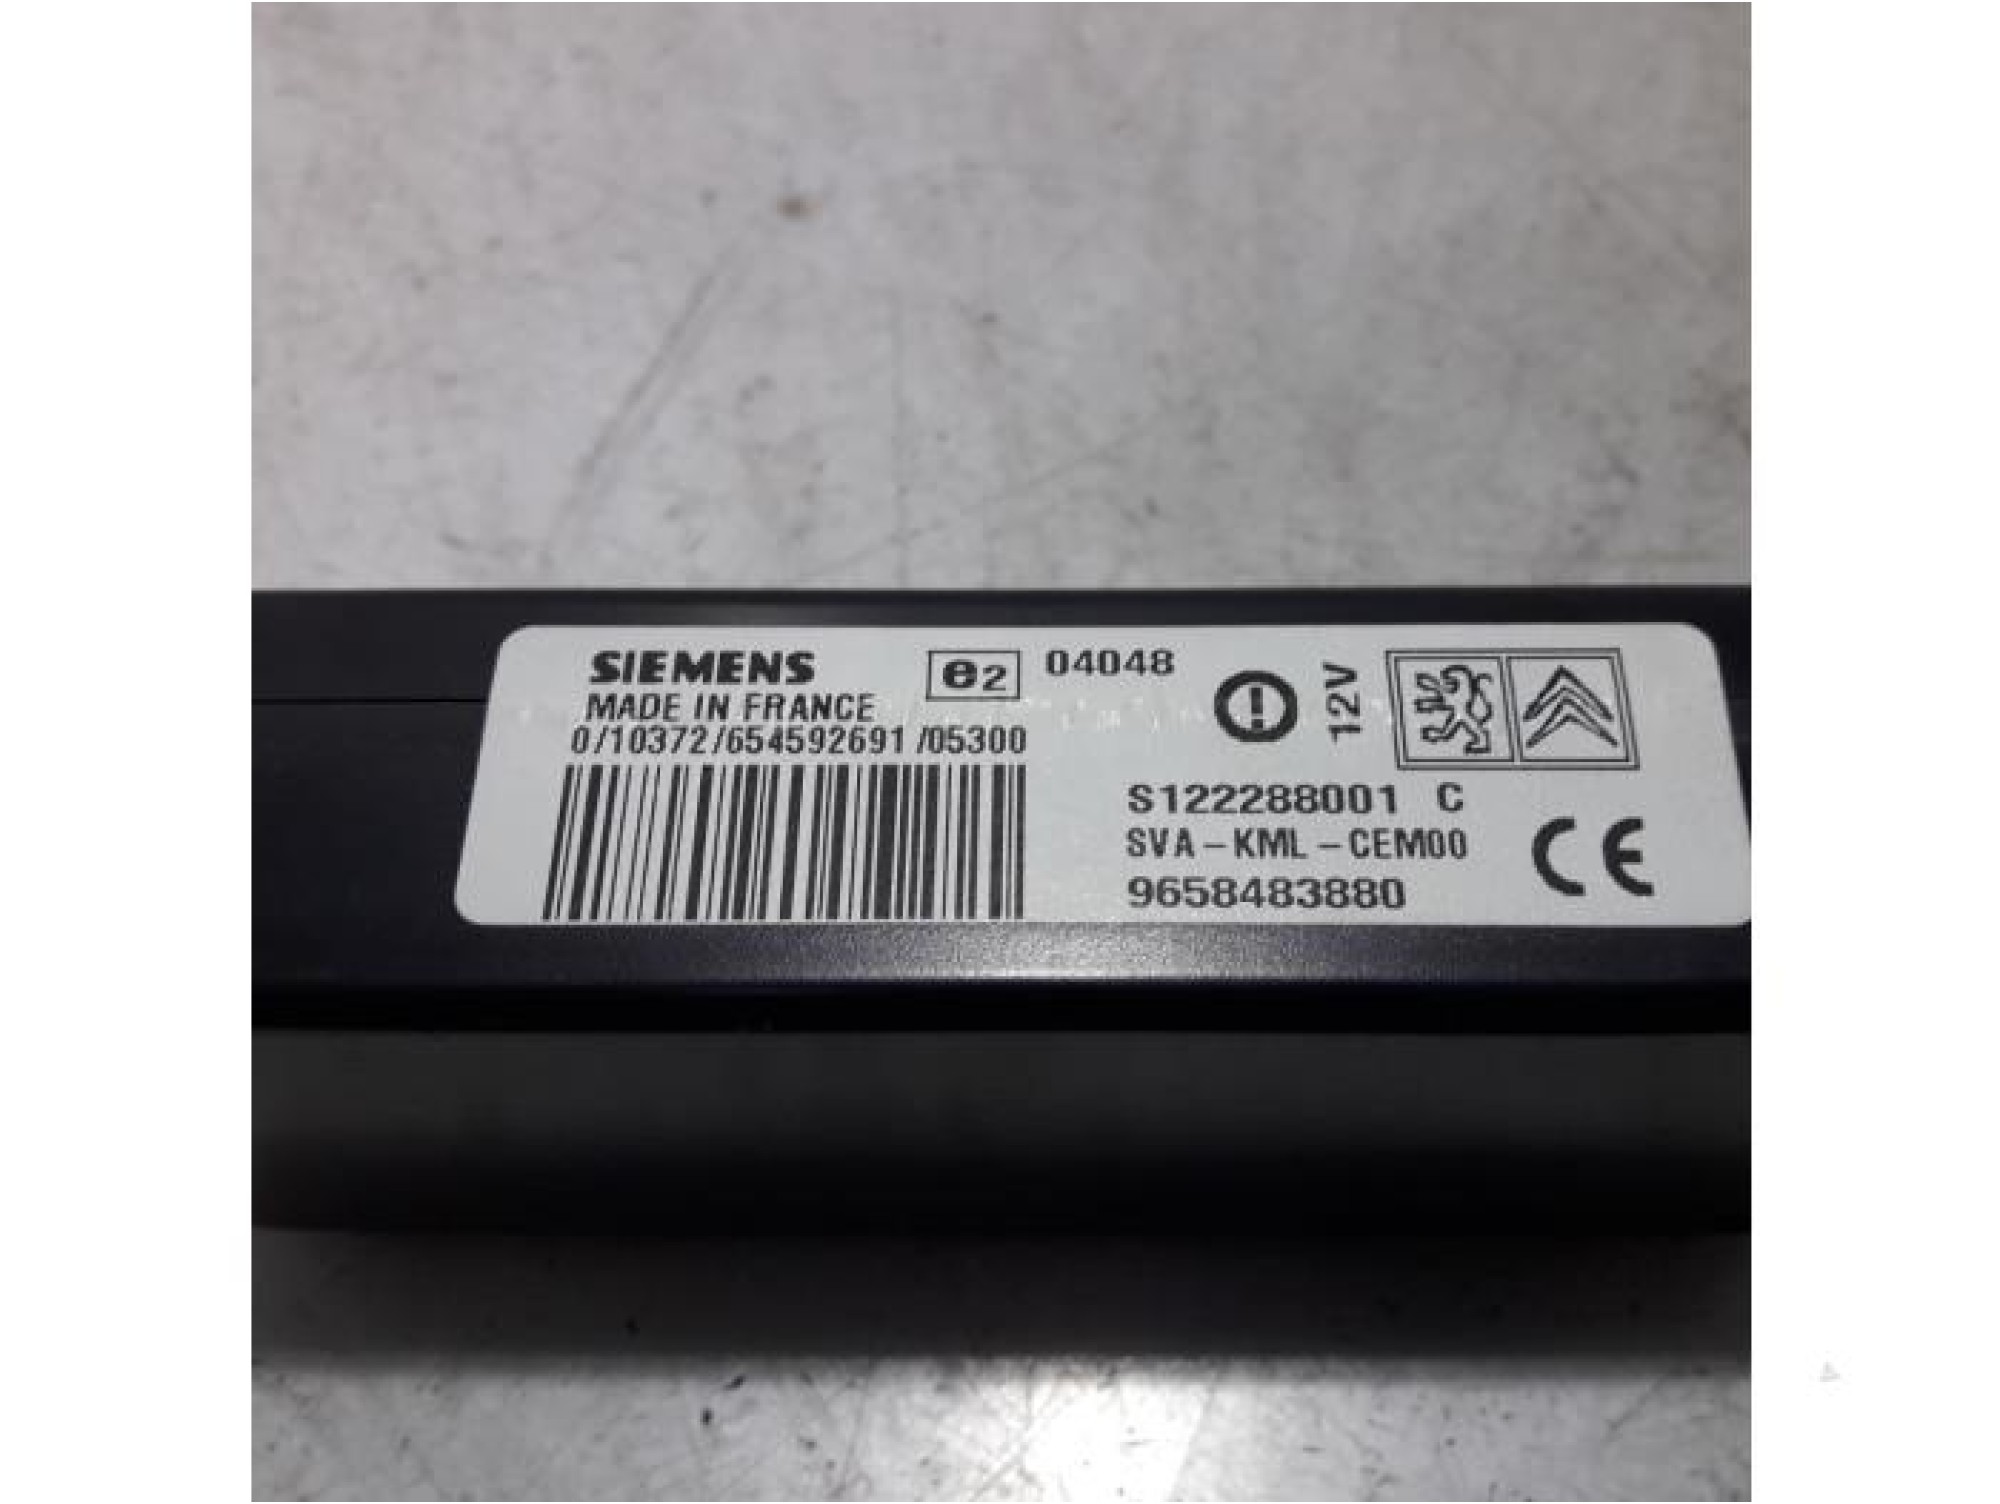 SIEMENS
MADE IN FRANCE
0/10372/654592691/05300
e2 04048
12V
S122288001 C
SVA-KML-CEM00
9658483880
CE